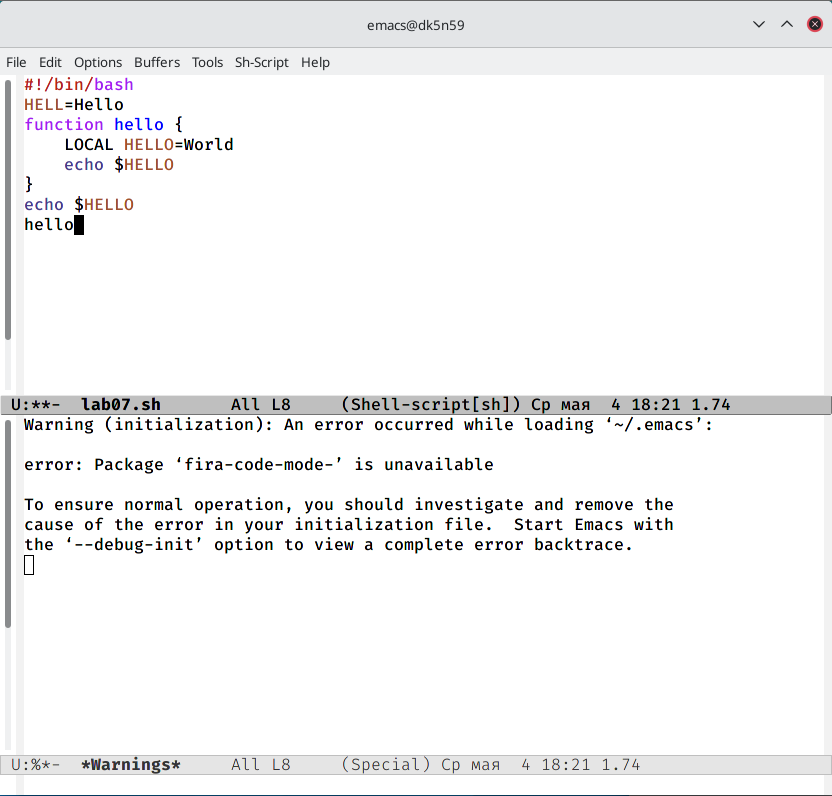 emacs@dk5n59
File Edit Options Buffers Tools Sh-Script Help
#!/bin/bash
HELL=Hello
function hello {
    LOCAL HELLO=World
    echo $HELLO
}
echo $HELLO
hello
U:**-  lab07.sh       All L8     (Shell-script[sh]) Ср мая  4 18:21 1.74
Warning (initialization): An error occurred while loading ‘~/.emacs’:
error: Package ‘fira-code-mode-’ is unavailable
To ensure normal operation, you should investigate and remove the
cause of the error in your initialization file.  Start Emacs with
the ‘--debug-init’ option to view a complete error backtrace.
U:%*-  *Warnings*     All L8     (Special) Ср мая  4 18:21 1.74